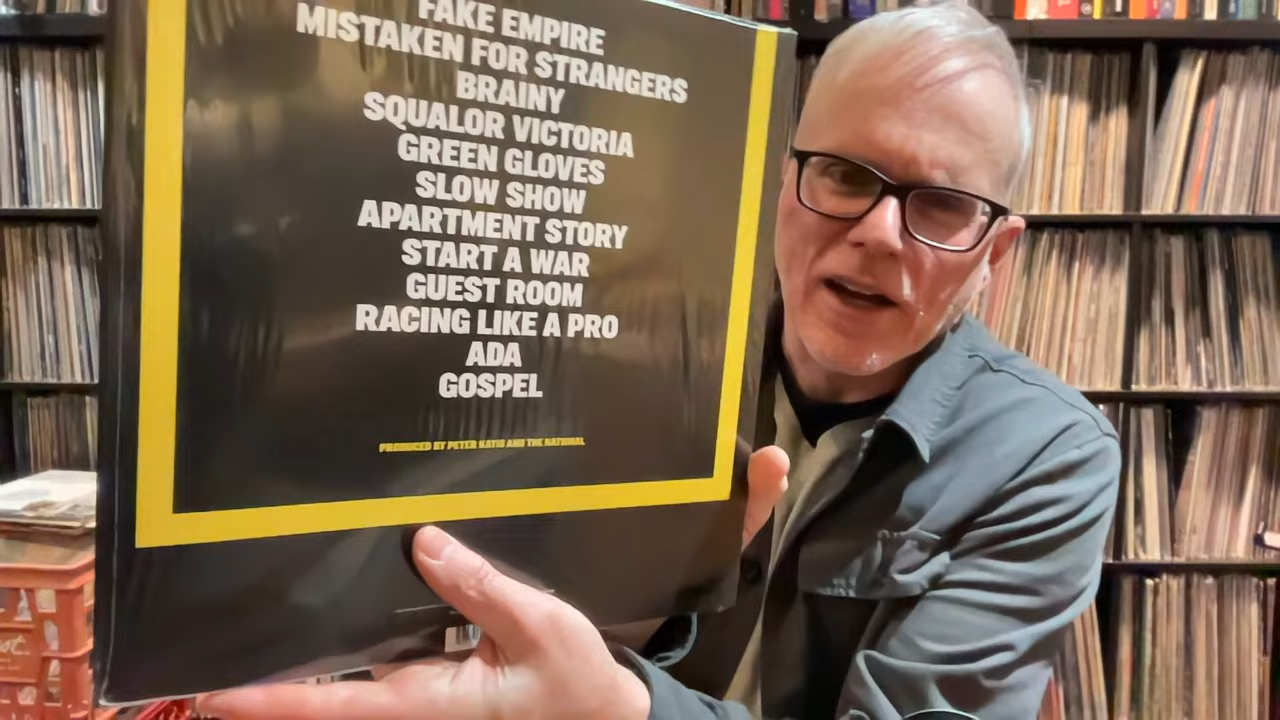 FAKE EMPIRE
MISTAKEN FOR STRANGERS
BRAINY
SQUALOR VICTORIA
GREEN GLOVES
SLOW SHOW
APARTMENT STORY
START A WAR
GUEST ROOM
RACING LIKE A PRO
ADA
GOSPEL
PRODUCED BY PETER KATIS AND THE NATIONAL